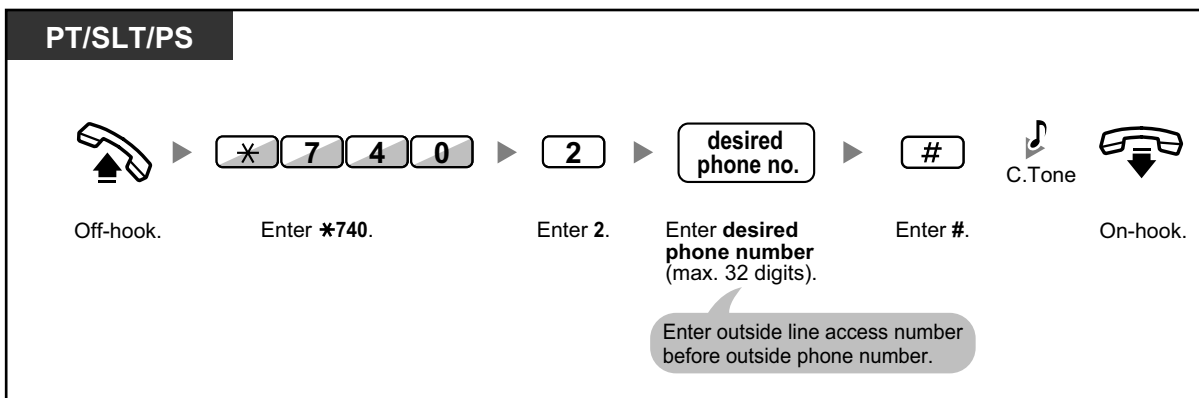 PT/SLT/PS
* 7 4 0
2
desired
phone no.
#
C.Tone
Off-hook.
Enter *740.
Enter 2.
Enter desired
phone number
(max. 32 digits).
Enter #.
On-hook.
Enter outside line access number
before outside phone number.